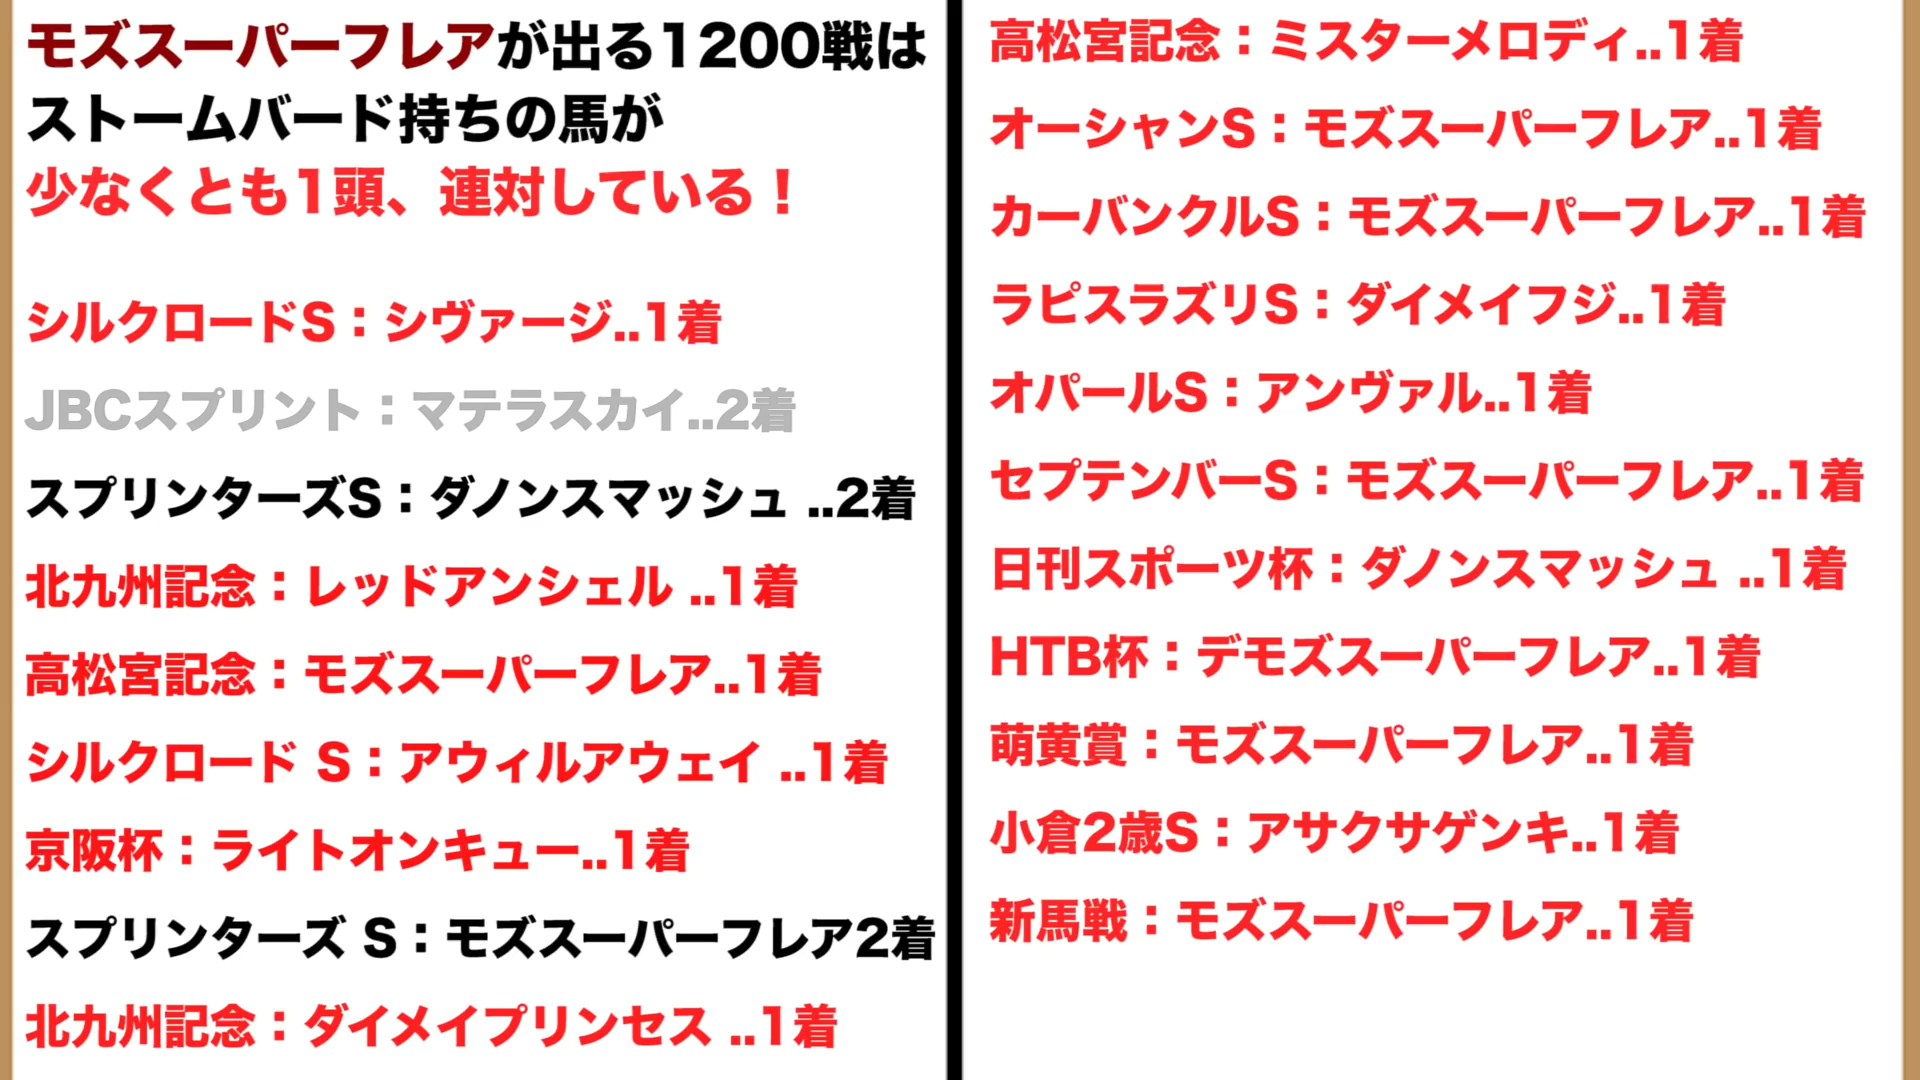 モズスーパーフレアが出る1200戦は
ストームバード持ちの馬が
少なくとも1頭、連対している！
シルクロードS：シヴァージ..1着
JBCスプリント：マテラスカイ..2着
スプリンターズS：ダノンスマッシュ ..2着
北九州記念：レッドアンシェル ..1着
高松宮記念：モズスーパーフレア..1着
シルクロード S：アウィルアウェイ ..1着
京阪杯：ライトオンキュー..1着
スプリンターズ S：モズスーパーフレア2着
北九州記念：ダイメイプリンセス ..1着
高松宮記念：ミスターメロディ..1着
オーシャンS：モズスーパーフレア..1着
カーバンクルS：モズスーパーフレア..1着
ラピスラズリS：ダイメイフジ..1着
オパールS：アンヴァル..1着
セプテンバーS：モズスーパーフレア..1着
日刊スポーツ杯：ダノンスマッシュ ..1着
HTB杯：デモズスーパーフレア..1着
萌黄賞：モズスーパーフレア..1着
小倉2歳S：アサクサゲンキ..1着
新馬戦：モズスーパーフレア..1着